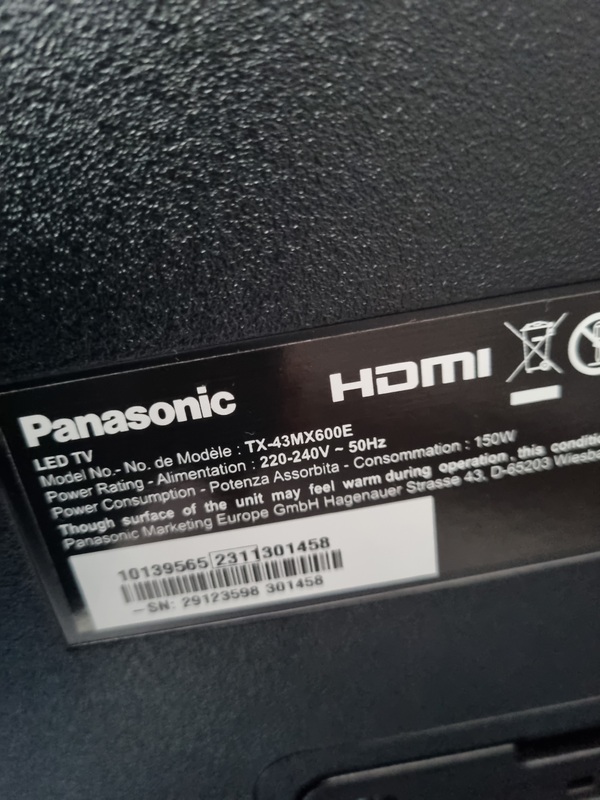 Panasonic HDMI
LED TV
Model No.- No. de Modèle : TX-43MX600E
Power Rating - Alimentation : 220-240V ~ 50Hz
Power Consumption - Potenza Assorbita - Consommation : 150W
Though surface of the unit may feel warm during operation , this
Panasonic Marketing Europe GmbH Hagenauer Strasse 43, D-65203
10139565 2311301458
SN: 29123598 301458